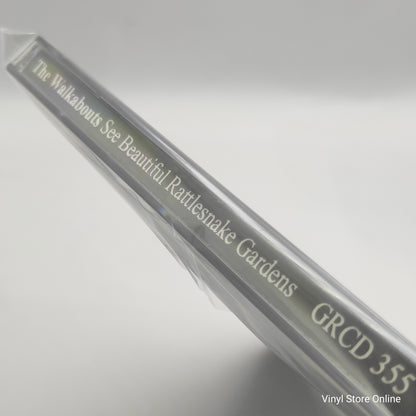 The Walkabouts See Beautiful Rattlesnake Gardens GRCD 355
Vinyl Store Online